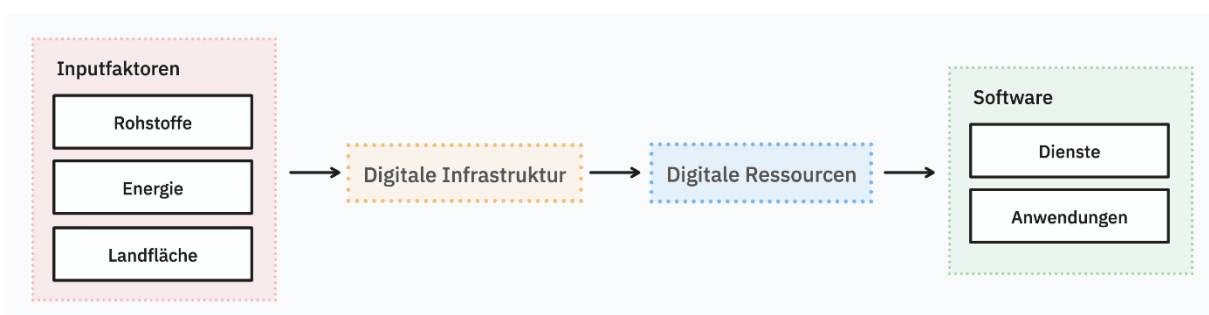 Inputfaktoren
Rohstoffe
Energie
Landfläche
Digitale Infrastruktur
Digitale Ressourcen
Software
Dienste
Anwendungen